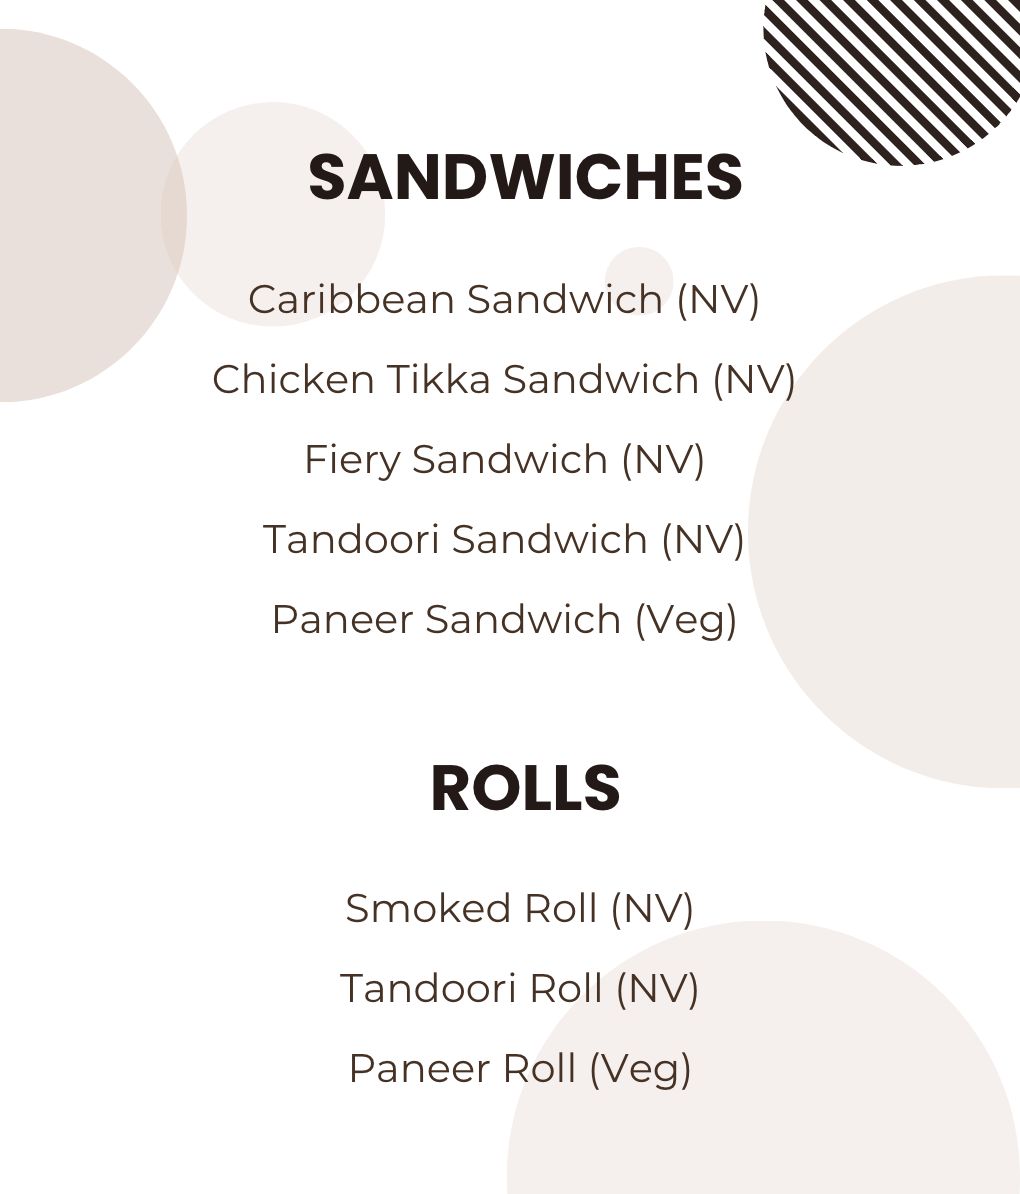 SANDWICHES
Caribbean Sandwich (NV)
Chicken Tikka Sandwich (NV)
Fiery Sandwich (NV)
Tandoori Sandwich (NV)
Paneer Sandwich (Veg)
ROLLS
Smoked Roll (NV)
Tandoori Roll (NV)
Paneer Roll (Veg)